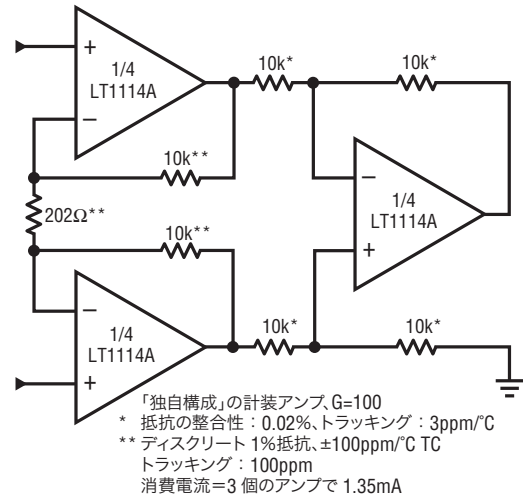 10k*
10k*
+
1/4
LT1114A
−
10k**
−
1/4
LT1114A
+
202Ω**
10k**
−
1/4
LT1114A
+
10k*
10k*
「独自構成」の計装アンプ、G=100
* 抵抗の整合性：0.02%、トラッキング：3ppm/°C
** ディスクリート1%抵抗、±100ppm/°C TC
トラッキング：100ppm
消費電流＝3個のアンプで1.35mA